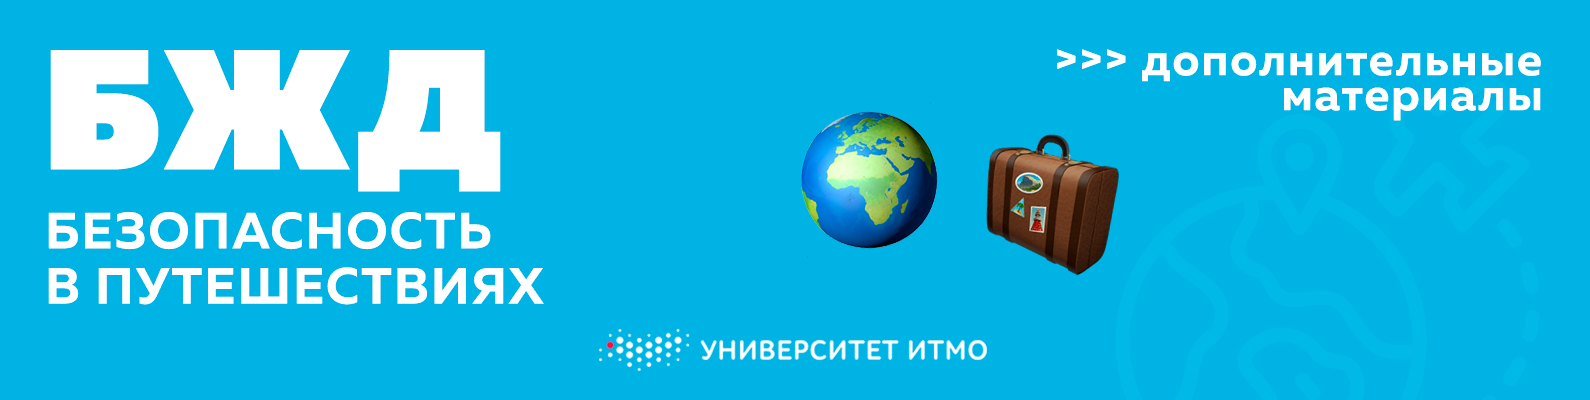 БЖД
БЕЗОПАСНОСТЬ
В ПУТЕШЕСТВИЯХ
>>> дополнительные
материалы
УНИВЕРСИТЕТ ИТМО